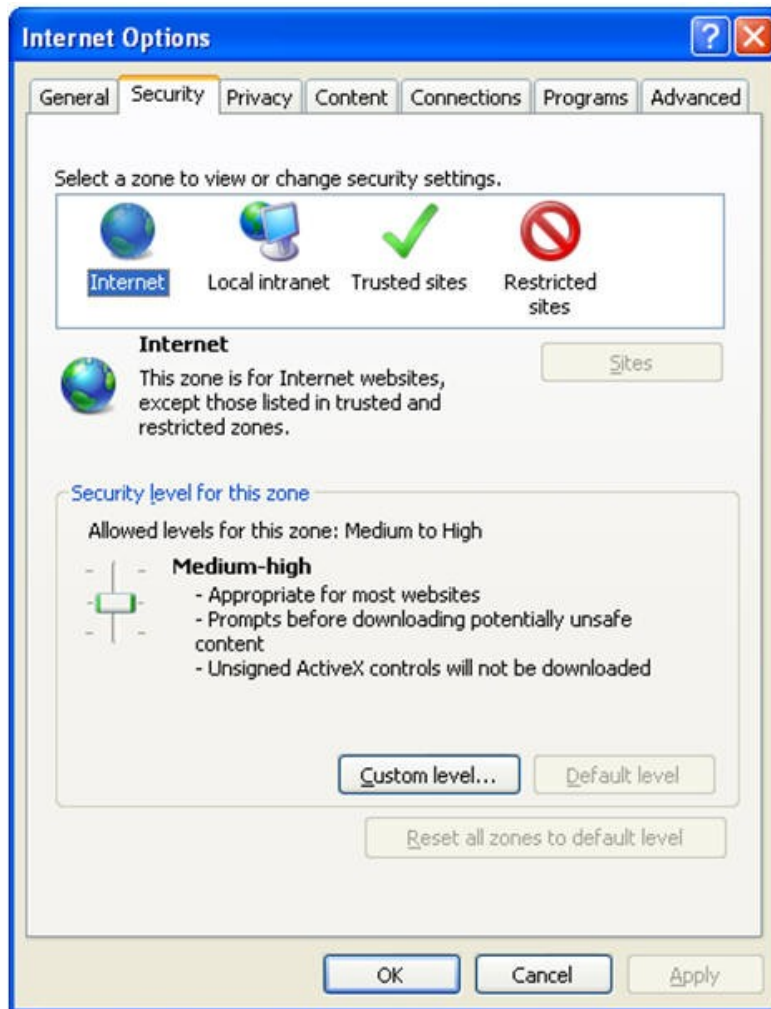 Internet Options
General Security Privacy Content Connections Programs Advanced
Select a zone to view or change security settings.
Internet Local intranet Trusted sites Restricted
sites
Internet
Sites
This zone is for Internet websites,
except those listed in trusted and
restricted zones.
Security level for this zone
Allowed levels for this zone: Medium to High
Medium-high
- Appropriate for most websites
- Prompts before downloading potentially unsafe
content
- Unsigned ActiveX controls will not be downloaded
Custom level... Default level
Reset all zones to default level
OK Cancel Apply